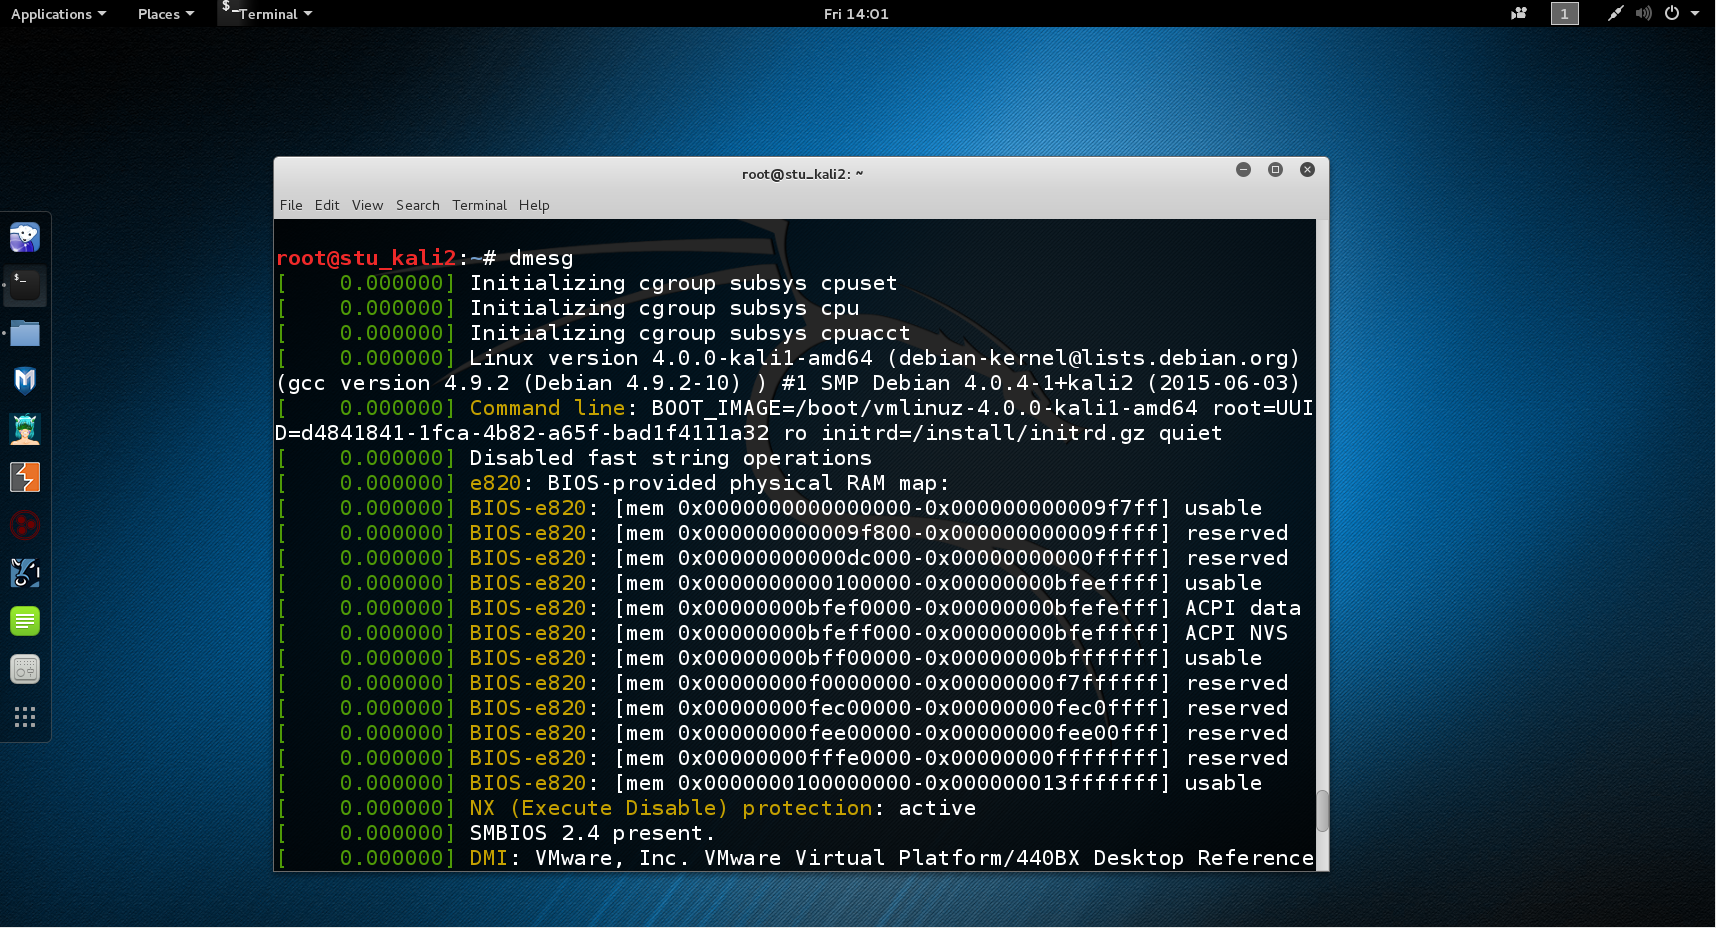 Applications Places $_Terminal Fri 14:01 1
root@stu_kali2: ~
File Edit View Search Terminal Help
root@stu_kali2:~# dmesg
[    0.000000] Initializing cgroup subsys cpuset
[    0.000000] Initializing cgroup subsys cpu
[    0.000000] Initializing cgroup subsys cpuacct
[    0.000000] Linux version 4.0.0-kali1-amd64 (debian-kernel@lists.debian.org)
(gcc version 4.9.2 (Debian 4.9.2-10) ) #1 SMP Debian 4.0.4-1+kali2 (2015-06-03)
[    0.000000] Command line: BOOT_IMAGE=/boot/vmlinuz-4.0.0-kali1-amd64 root=UUI
D=d4841841-1fca-4b82-a65f-bad1f4111a32 ro initrd=/install/initrd.gz quiet
[    0.000000] Disabled fast string operations
[    0.000000] e820: BIOS-provided physical RAM map:
[    0.000000] BIOS-e820: [mem 0x0000000000000000-0x000000000009f7ff] usable
[    0.000000] BIOS-e820: [mem 0x000000000009f800-0x000000000009ffff] reserved
[    0.000000] BIOS-e820: [mem 0x00000000000dc000-0x00000000000fffff] reserved
[    0.000000] BIOS-e820: [mem 0x0000000000100000-0x00000000bfeeffff] usable
[    0.000000] BIOS-e820: [mem 0x00000000bfef0000-0x00000000bfefefff] ACPI data
[    0.000000] BIOS-e820: [mem 0x00000000bfeff000-0x00000000bfefffff] ACPI NVS
[    0.000000] BIOS-e820: [mem 0x00000000bff00000-0x00000000bfffffff] usable
[    0.000000] BIOS-e820: [mem 0x00000000f0000000-0x00000000f7ffffff] reserved
[    0.000000] BIOS-e820: [mem 0x00000000fec00000-0x00000000fec0ffff] reserved
[    0.000000] BIOS-e820: [mem 0x00000000fee00000-0x00000000fee00fff] reserved
[    0.000000] BIOS-e820: [mem 0x00000000fffe0000-0x00000000ffffffff] reserved
[    0.000000] BIOS-e820: [mem 0x0000000100000000-0x000000013fffffff] usable
[    0.000000] NX (Execute Disable) protection: active
[    0.000000] SMBIOS 2.4 present.
[    0.000000] DMI: VMware, Inc. VMware Virtual Platform/440BX Desktop Reference